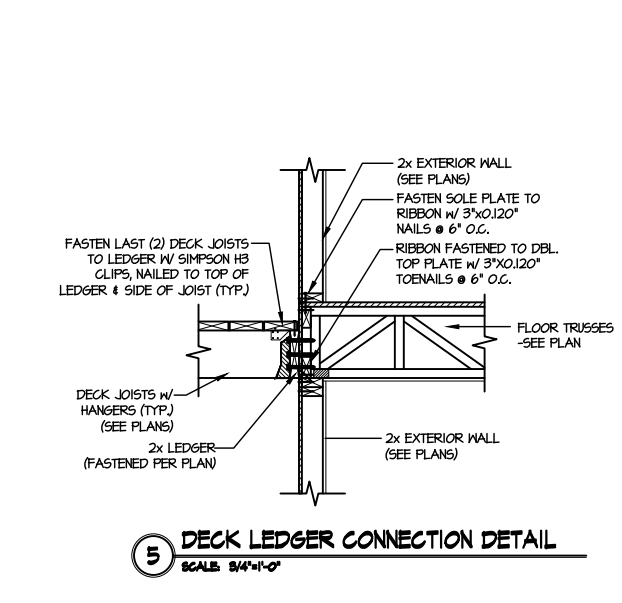 2x EXTERIOR WALL
(SEE PLANS)
FASTEN SOLE PLATE TO
RIBBON W/ 3"x0.120"
NAILS @ 6" O.C.
RIBBON FASTENED TO DBL.
TOP PLATE W/ 3"X0.120"
TOENAILS @ 6" O.C.
FASTEN LAST (2) DECK JOISTS
TO LEDGER W/ SIMPSON H3
CLIPS, NAILED TO TOP OF
LEDGER & SIDE OF JOIST (TYP.)
FLOOR TRUSSES
-SEE PLAN
DECK JOISTS W/
HANGERS (TYP.)
(SEE PLANS)
2x LEDGER
(FASTENED PER PLAN)
2x EXTERIOR WALL
(SEE PLANS)
5 DECK LEDGER CONNECTION DETAIL
SCALE: 3/4"=1'-0"